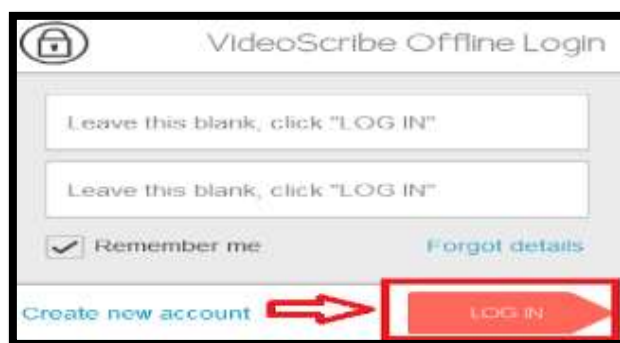 VideoScribe Offline Login
Leave this blank, click "LOG IN"
Leave this blank, click "LOG IN"
Remember me Forgot details
Create new account LOG IN